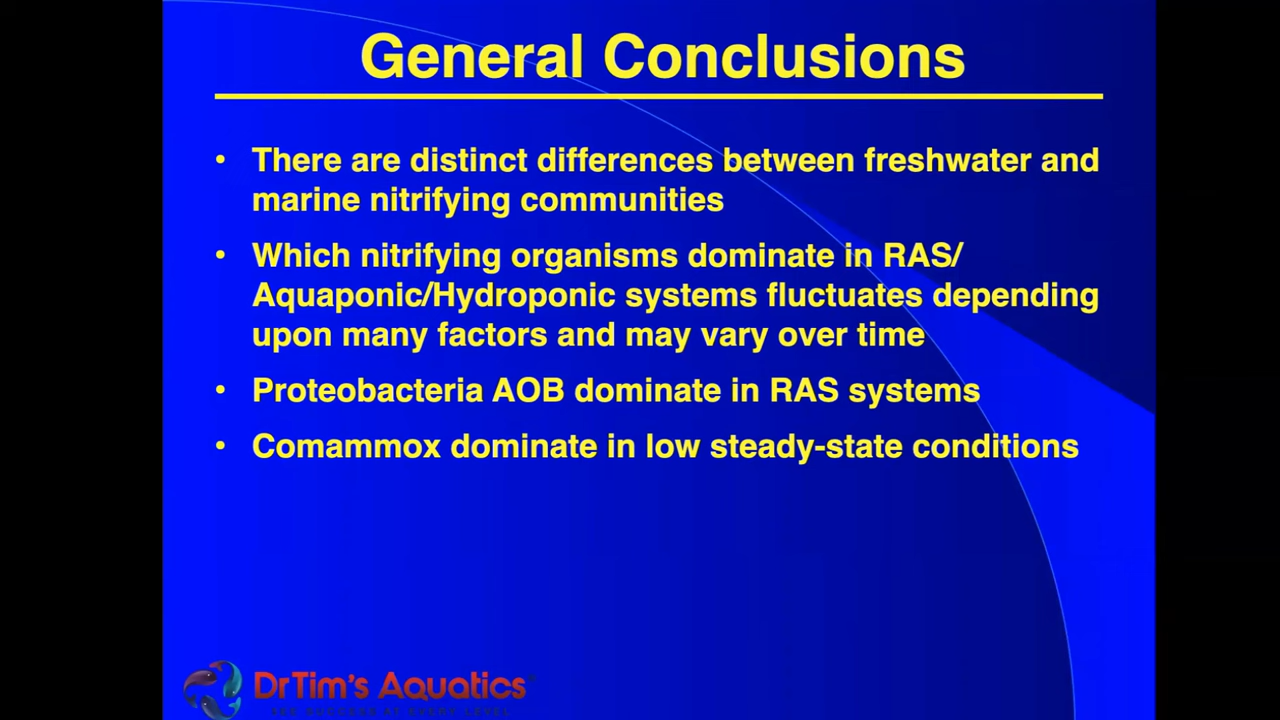 General Conclusions
• There are distinct differences between freshwater and
marine nitrifying communities
• Which nitrifying organisms dominate in RAS/
Aquaponic/Hydroponic systems fluctuates depending
upon many factors and may vary over time
• Proteobacteria AOB dominate in RAS systems
• Comammox dominate in low steady-state conditions
DrTim's Aquatics